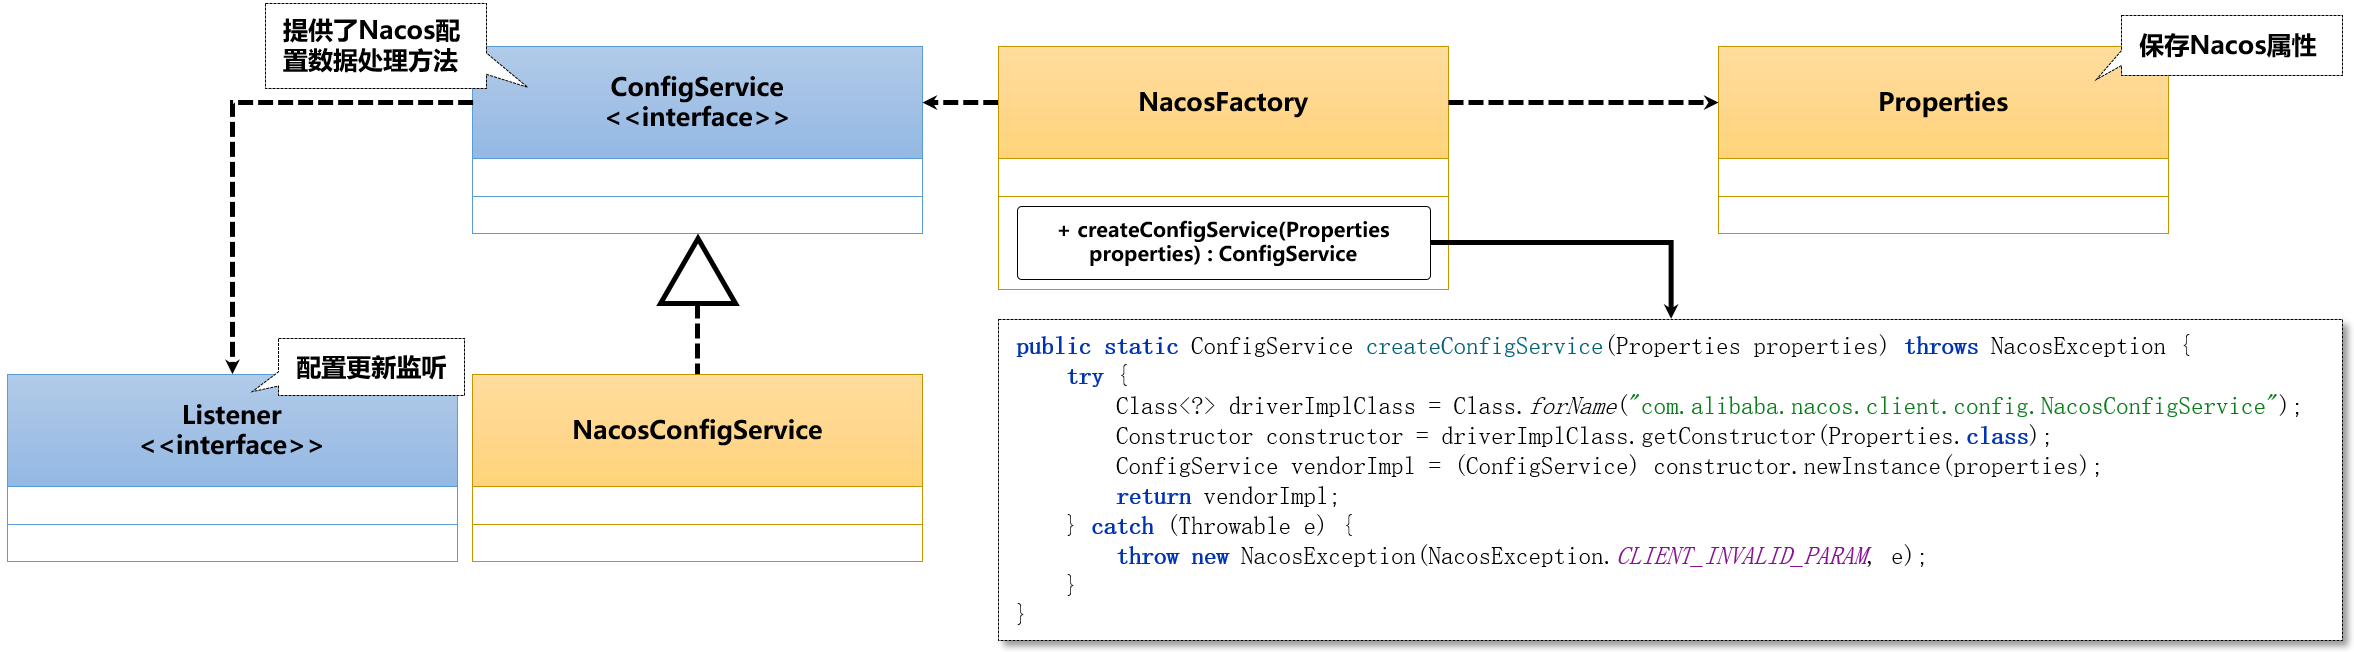 提供了Nacos配
置数据处理方法
ConfigService
<<interface>>
NacosFactory
Properties
保存Nacos属性
+ createConfigService(Properties
properties) : ConfigService
配置更新监听
Listener
<<interface>>
NacosConfigService
public static ConfigService createConfigService(Properties properties) throws NacosException {
    try {
        Class<?> driverImplClass = Class.forName("com.alibaba.nacos.client.config.NacosConfigService");
        Constructor constructor = driverImplClass.getConstructor(Properties.class);
        ConfigService vendorImpl = (ConfigService) constructor.newInstance(properties);
        return vendorImpl;
    } catch (Throwable e) {
        throw new NacosException(NacosException.CLIENT_INVALID_PARAM, e);
    }
}